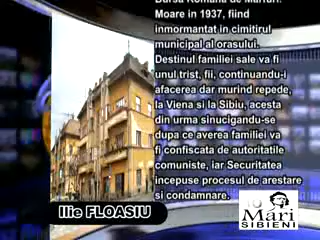 Bursa Romana de Marfuri.
Moare in 1937, fiind
inmormantat in cimitirul
municipal al orasului.
Destinul familiei sale va fi
unul trist, fii, continuandu-i
afacerea dar murind repede,
la Viena si la Sibiu, acesta
din urma sinucigandu-se
dupa ce averea familiei va
fi confiscata de autoritatile
comuniste, iar Securitatea
incepuse procesul de arestare
si condamnare.
Ilie FLOASIU
10 Mari
SIBIENI